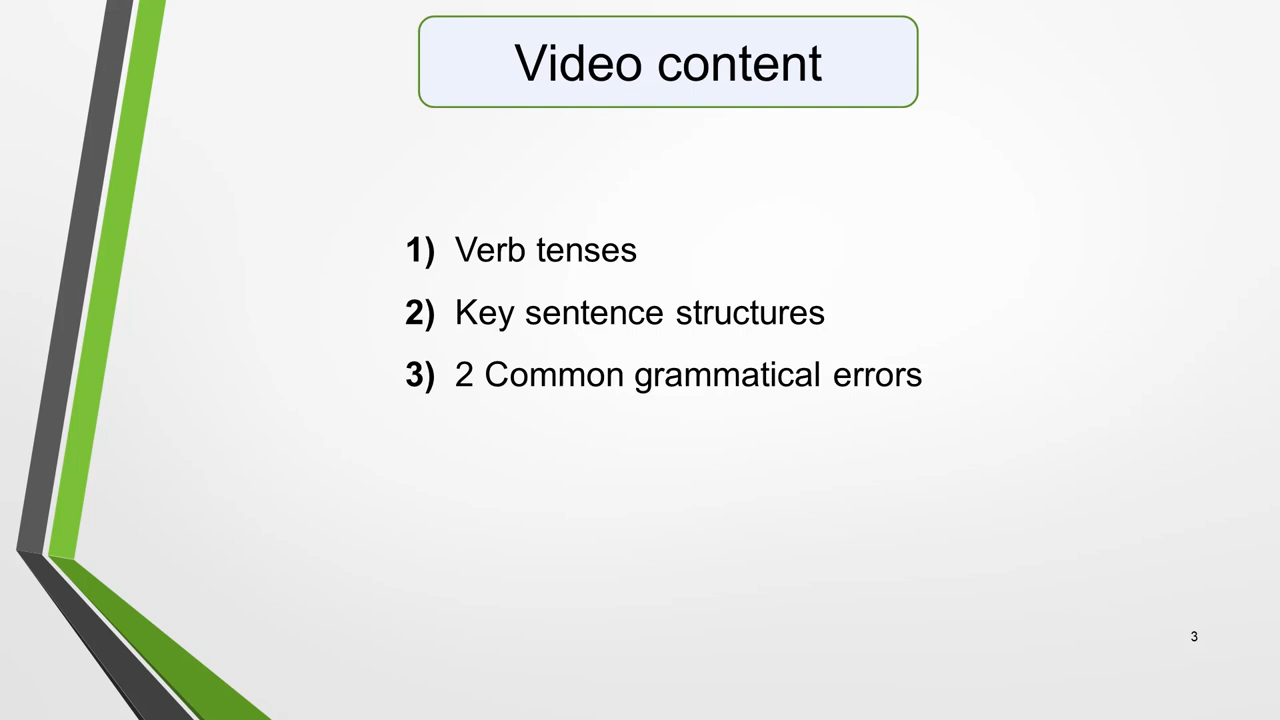 Video content
1) Verb tenses
2) Key sentence structures
3) 2 Common grammatical errors
3